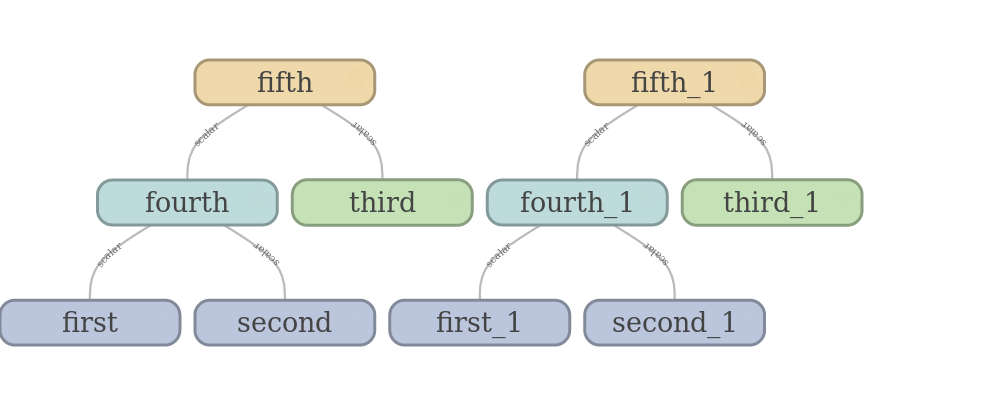 fifth
fifth_1
scalar
scalar
scalar
scalar
fourth
third
fourth_1
third_1
scalar
scalar
scalar
scalar
first
second
first_1
second_1